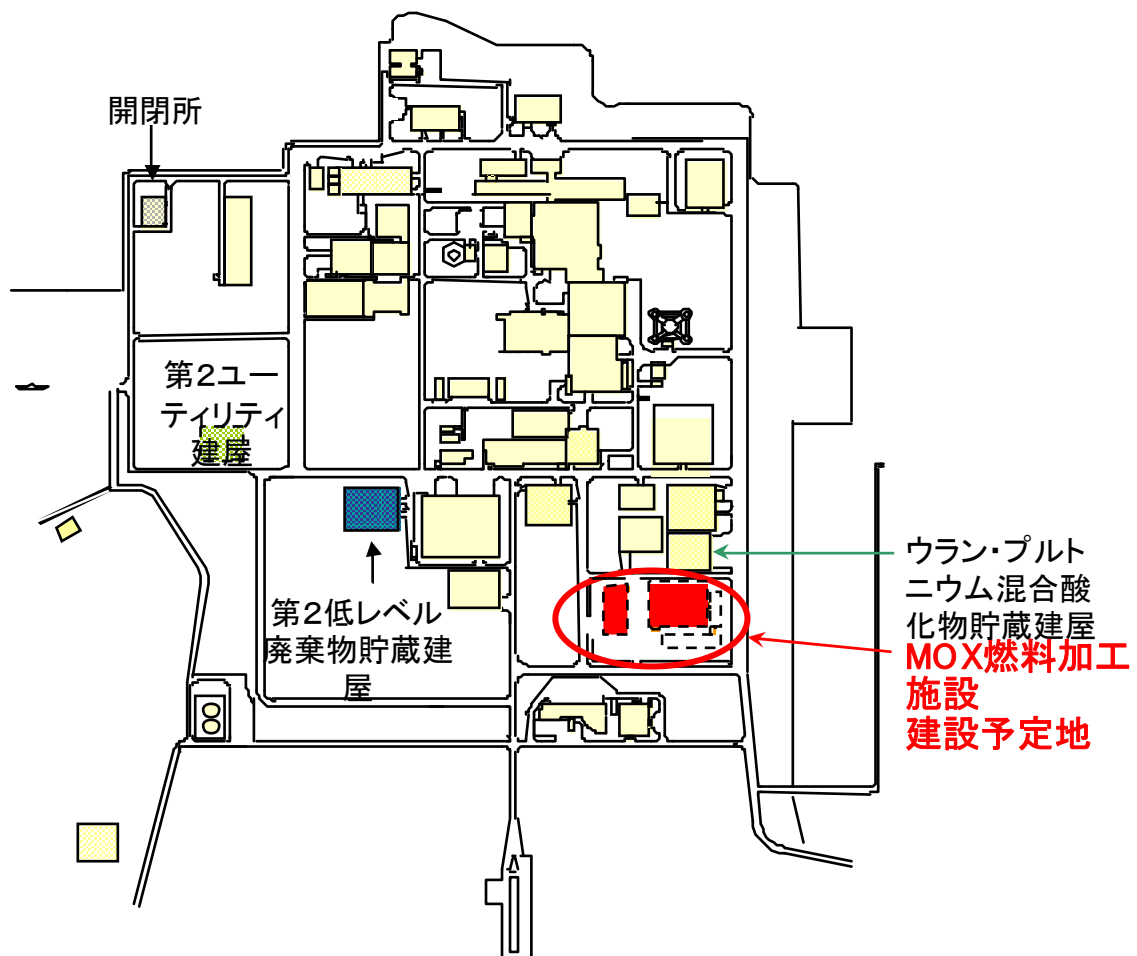 開閉所
第2ユー
ティリティ
建屋
第2低レベル
廃棄物貯蔵建
屋
ウラン・プルト
ニウム混合酸
化物貯蔵建屋
MOX燃料加工
施設
建設予定地